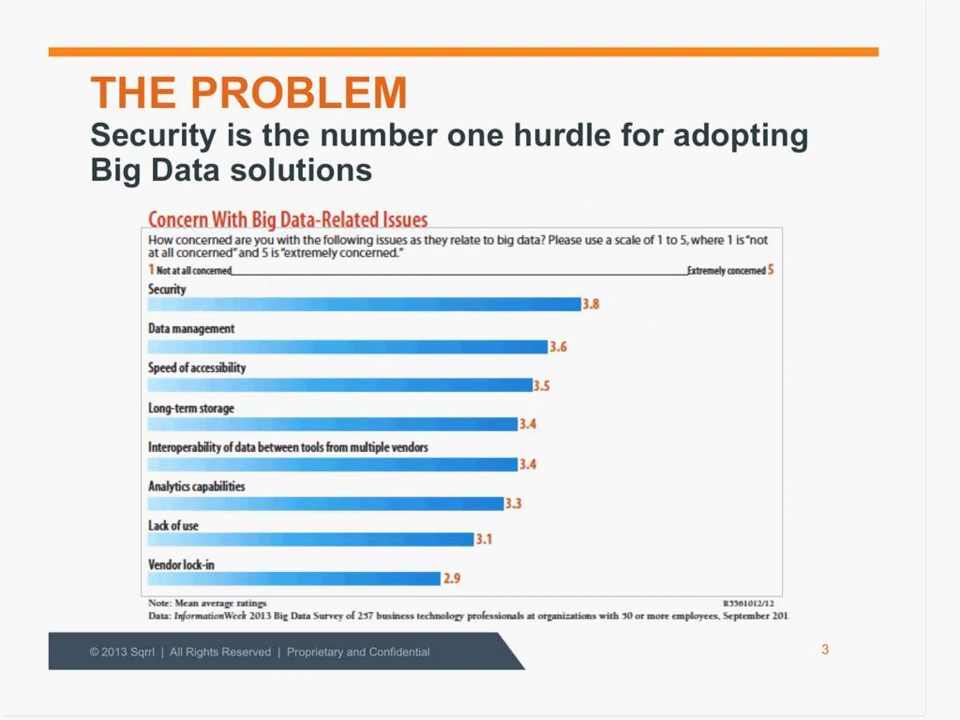 THE PROBLEM
Security is the number one hurdle for adopting
Big Data solutions
Concern With Big Data-Related Issues
How concerned are you with the following issues as they relate to big data? Please use a scale of 1 to 5, where 1 is “not
at all concerned” and 5 is “extremely concerned.”
1 Not at all concerned Extremely concerned 5
Security
3.8
Data management
3.6
Speed of accessibility
3.5
Long-term storage
3.4
Interoperability of data between tools from multiple vendors
3.4
Analytics capabilities
3.3
Lack of use
3.1
Vendor lock-in
2.9
Note: Mean average ratings R5561012/12
Data: InformationWeek 2013 Big Data Survey of 257 business technology professionals at organizations with 50 or more employees, September 201
© 2013 Sqrrl | All Rights Reserved | Proprietary and Confidential
3